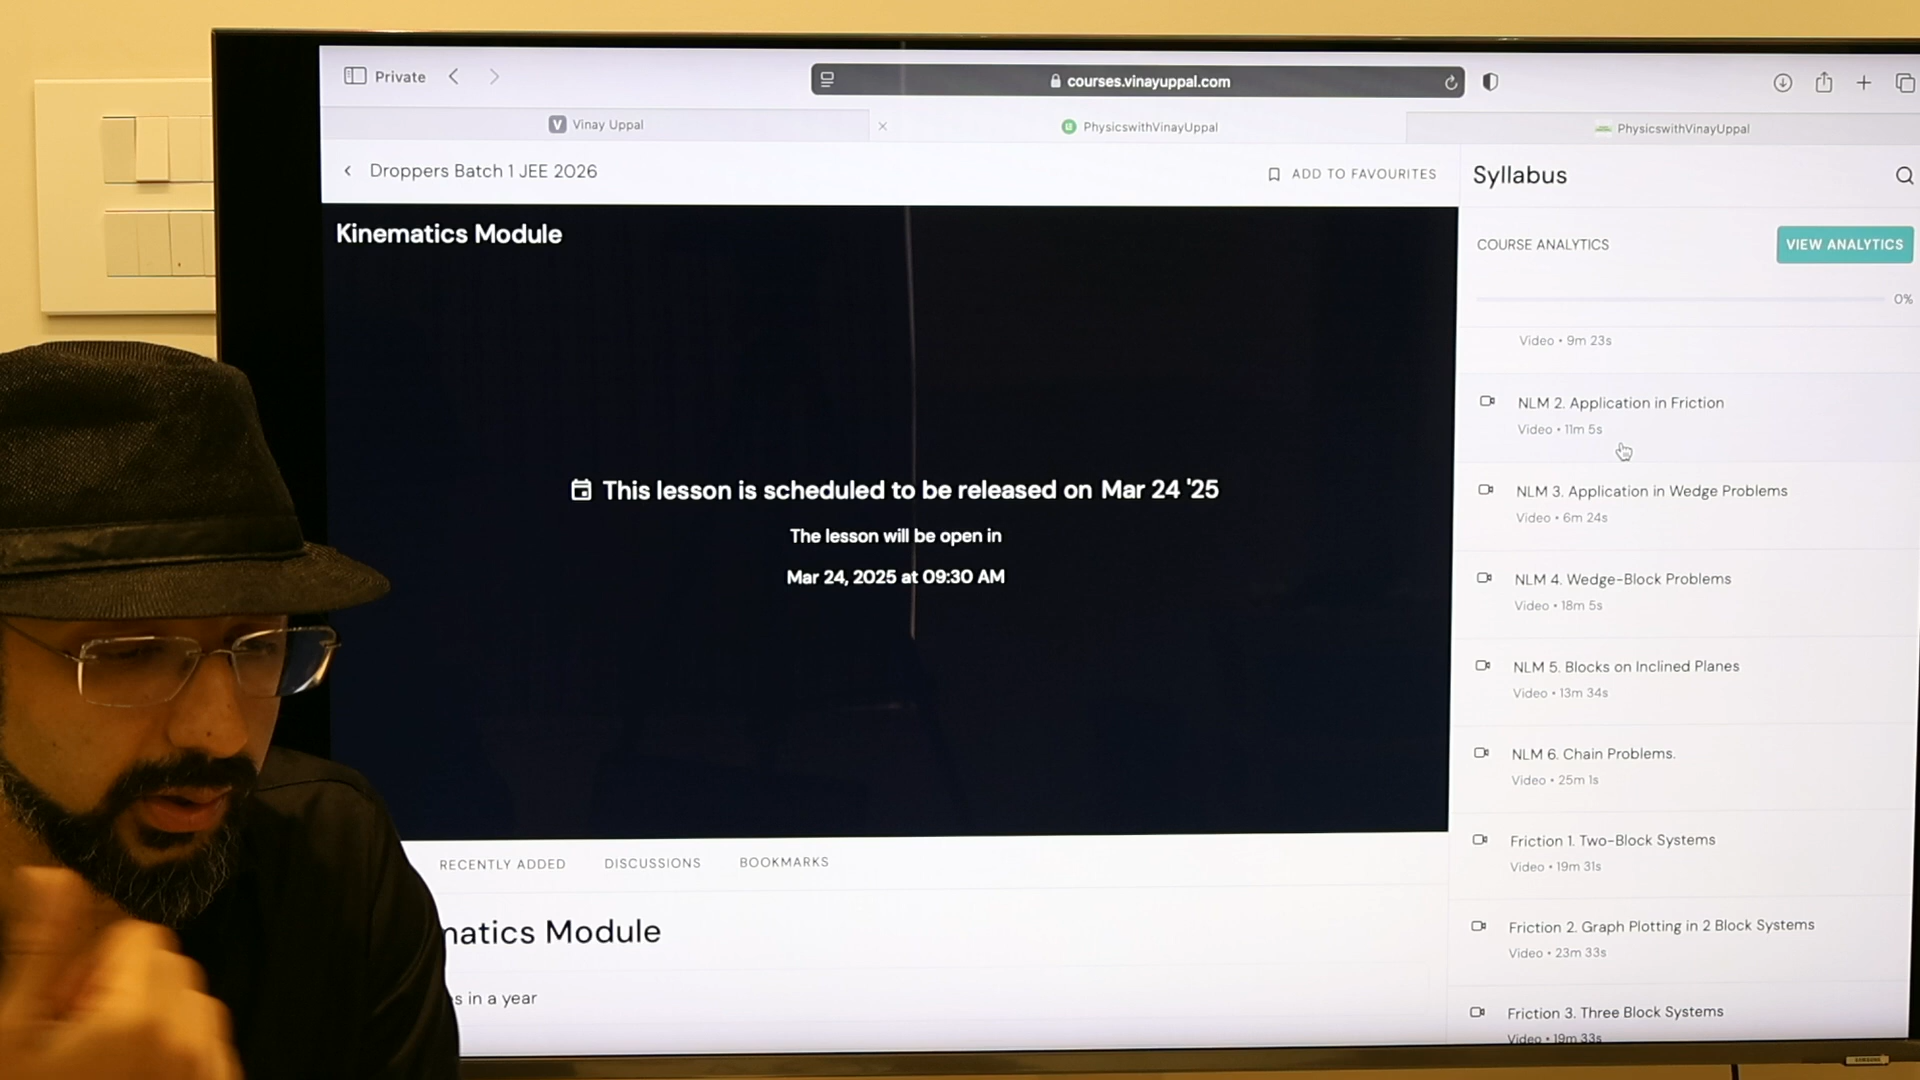 Private
courses.vinayuppal.com
V Vinay Uppal
PhysicswithVinayUppal
PhysicswithVinayUppal
Droppers Batch 1 JEE 2026
ADD TO FAVOURITES
Kinematics Module
This lesson is scheduled to be released on Mar 24 '25
The lesson will be open in
Mar 24, 2025 at 09:30 AM
RECENTLY ADDED
DISCUSSIONS
BOOKMARKS
natics Module
s in a year
Syllabus
COURSE ANALYTICS
VIEW ANALYTICS
0%
Video • 9m 23s
NLM 2. Application in Friction
Video • 11m 5s
NLM 3. Application in Wedge Problems
Video • 6m 24s
NLM 4. Wedge-Block Problems
Video • 18m 5s
NLM 5. Blocks on Inclined Planes
Video • 13m 34s
NLM 6. Chain Problems.
Video • 25m 1s
Friction 1. Two-Block Systems
Video • 19m 31s
Friction 2. Graph Plotting in 2 Block Systems
Video • 23m 33s
Friction 3. Three Block Systems
Video • 19m 33s
SAMSUNG